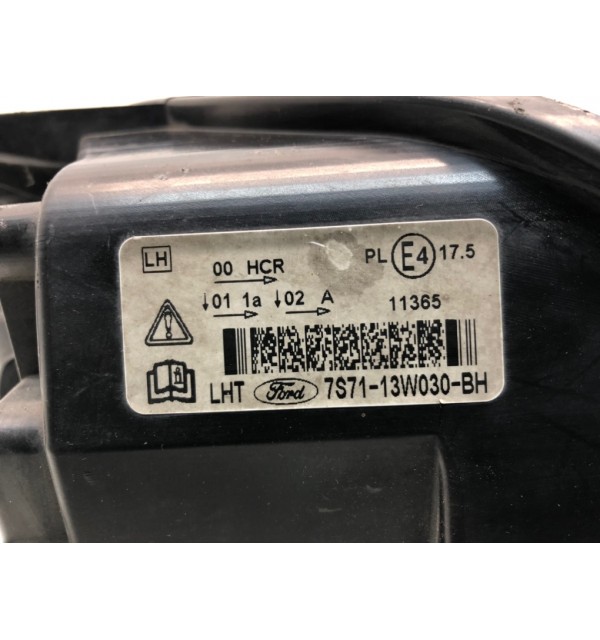 LH
00 HCR
PL E4 17.5
↓01 1a ↓02 A
11365
LHT Ford 7S71-13W030-BH